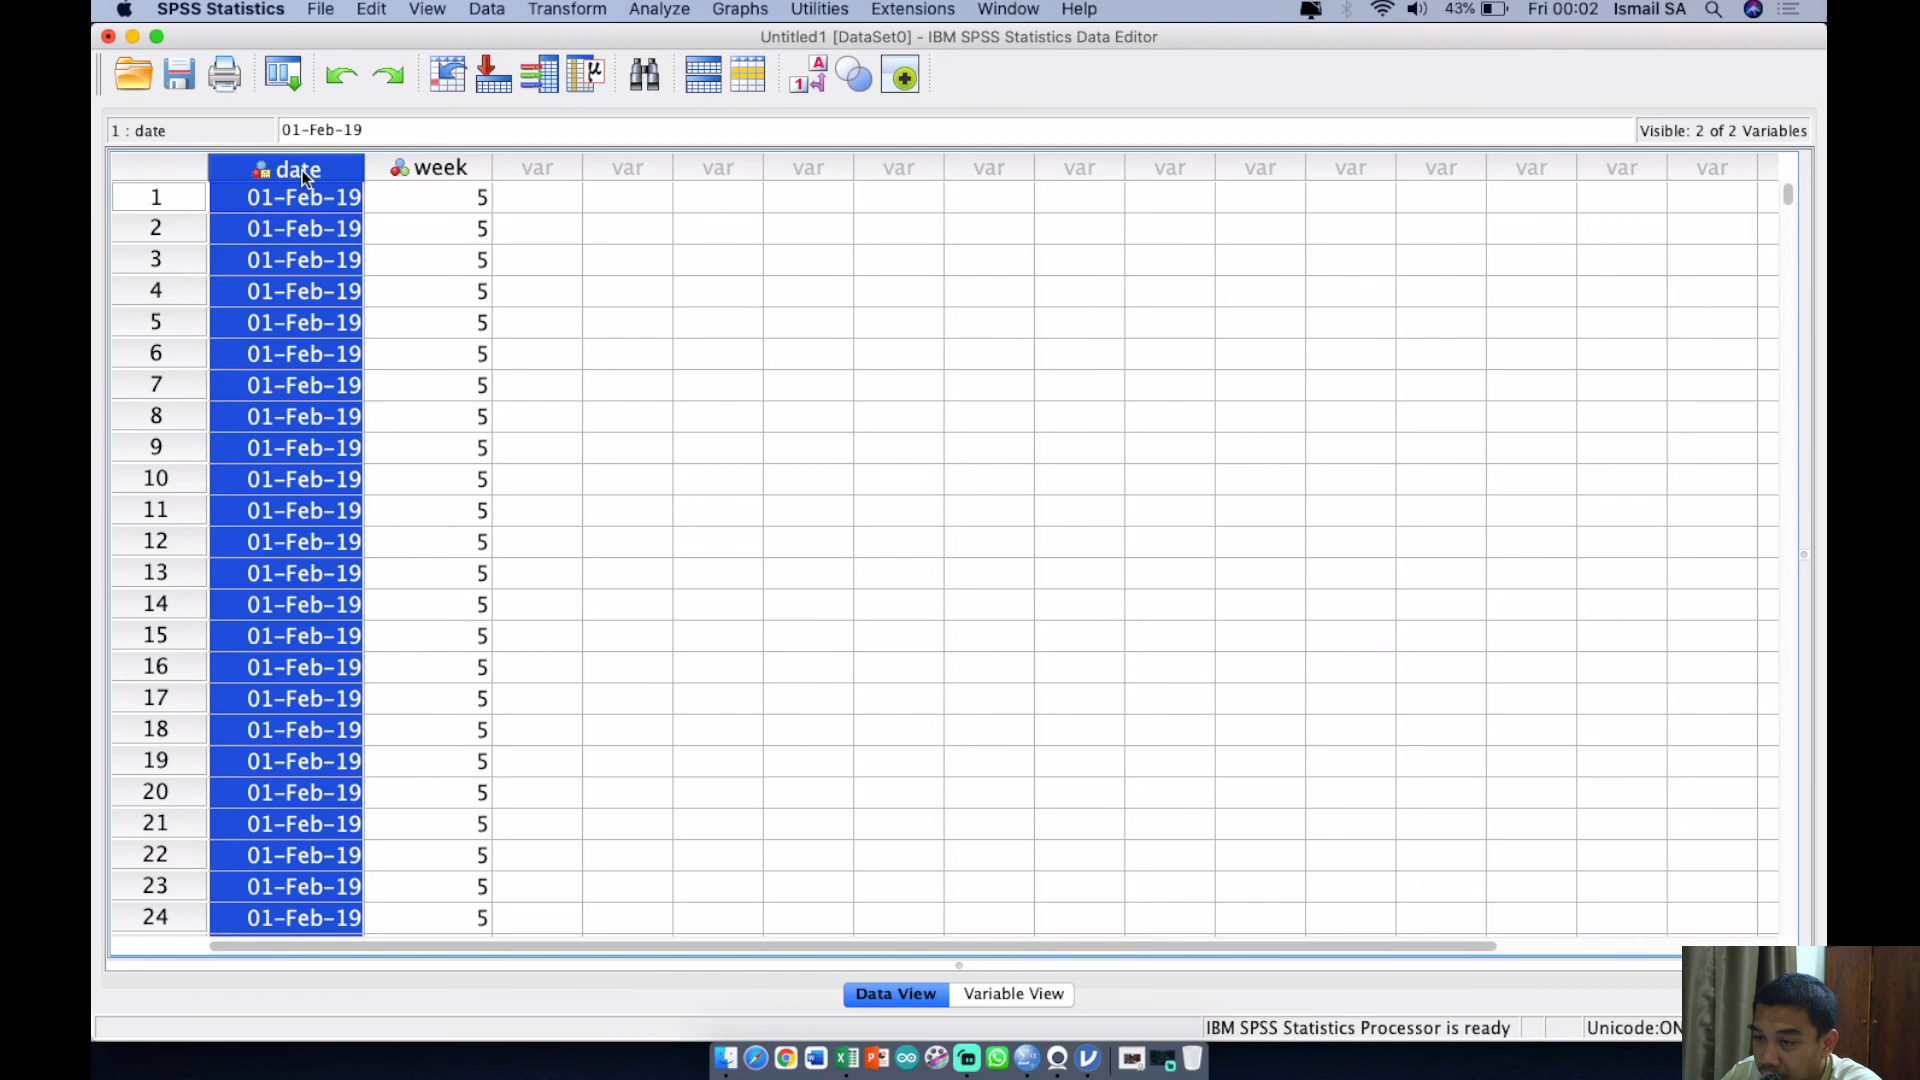 SPSS Statistics File Edit View Data Transform Analyze Graphs Utilities Extensions Window Help 43% Fri 00:02 Ismail SA
Untitled1 [DataSet0] - IBM SPSS Statistics Data Editor
1 : date 01-Feb-19 Visible: 2 of 2 Variables
date week var var var var var var var var var var var var var var
1 01-Feb-19 5
2 01-Feb-19 5
3 01-Feb-19 5
4 01-Feb-19 5
5 01-Feb-19 5
6 01-Feb-19 5
7 01-Feb-19 5
8 01-Feb-19 5
9 01-Feb-19 5
10 01-Feb-19 5
11 01-Feb-19 5
12 01-Feb-19 5
13 01-Feb-19 5
14 01-Feb-19 5
15 01-Feb-19 5
16 01-Feb-19 5
17 01-Feb-19 5
18 01-Feb-19 5
19 01-Feb-19 5
20 01-Feb-19 5
21 01-Feb-19 5
22 01-Feb-19 5
23 01-Feb-19 5
24 01-Feb-19 5
Data View Variable View
IBM SPSS Statistics Processor is ready Unicode:ON